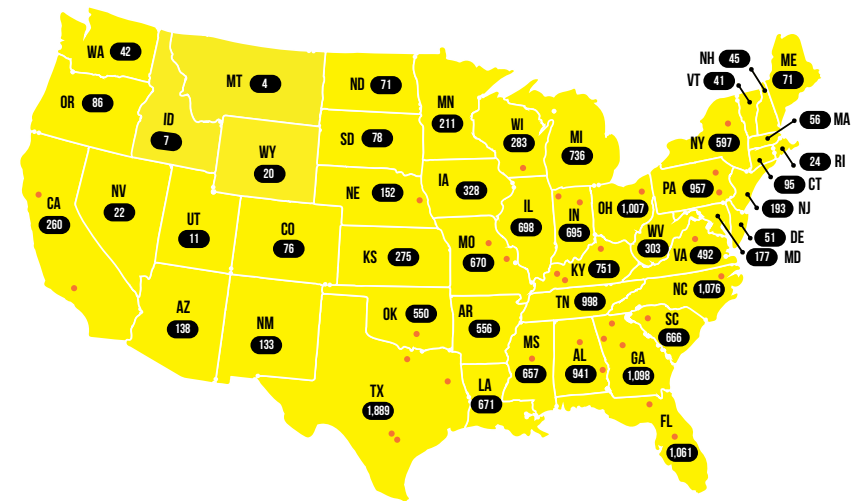 WA 42
OR 86
ID
7
MT 4
WY
20
ND 71
SD 78
NE 152
KS 275
MN
211
IA 328
WI
283
MI
736
NH 45
VT 41
ME
71
56 MA
NY 597
24 RI
95 CT
193 NJ
PA 957
51 DE
177 MD
CA
260
NV
22
UT
11
CO
76
AZ
138
NM
133
MO
670
IL
698
IN
695
OH 1,007
WV
303
VA 492
KY 751
NC 1,076
TN 998
SC
666
OK 550
AR
556
MS
657
AL
941
GA
1,098
TX
1,889
LA
671
FL
1,061